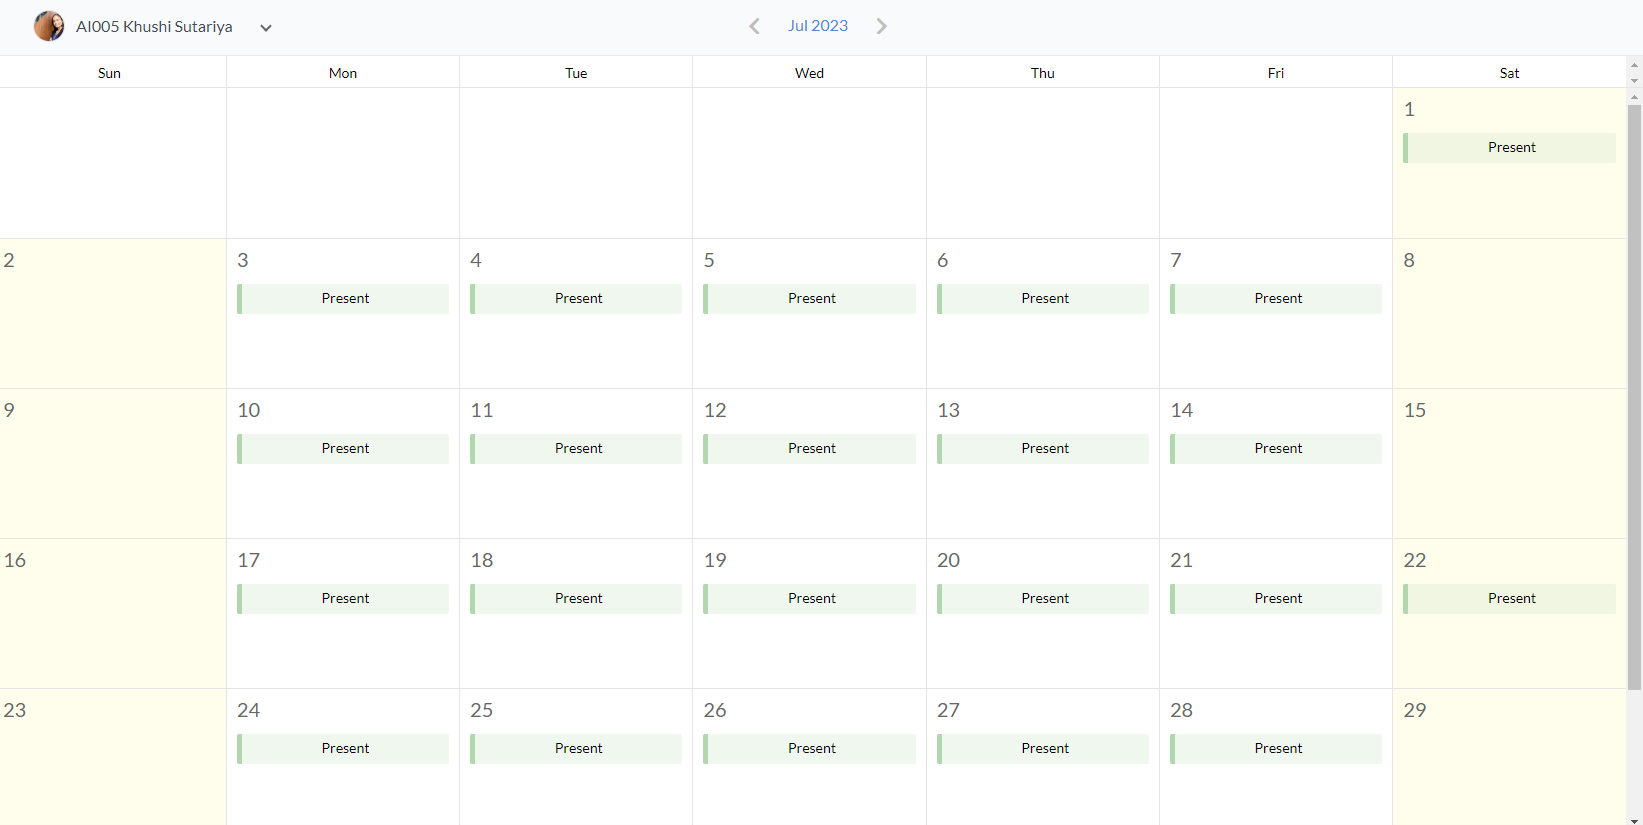 AI005 Khushi Sutariya
Jul 2023
Sun Mon Tue Wed Thu Fri Sat
1
Present
2 3 4 5 6 7 8
Present Present Present Present Present
9 10 11 12 13 14 15
Present Present Present Present Present
16 17 18 19 20 21 22
Present Present Present Present Present Present
23 24 25 26 27 28 29
Present Present Present Present Present